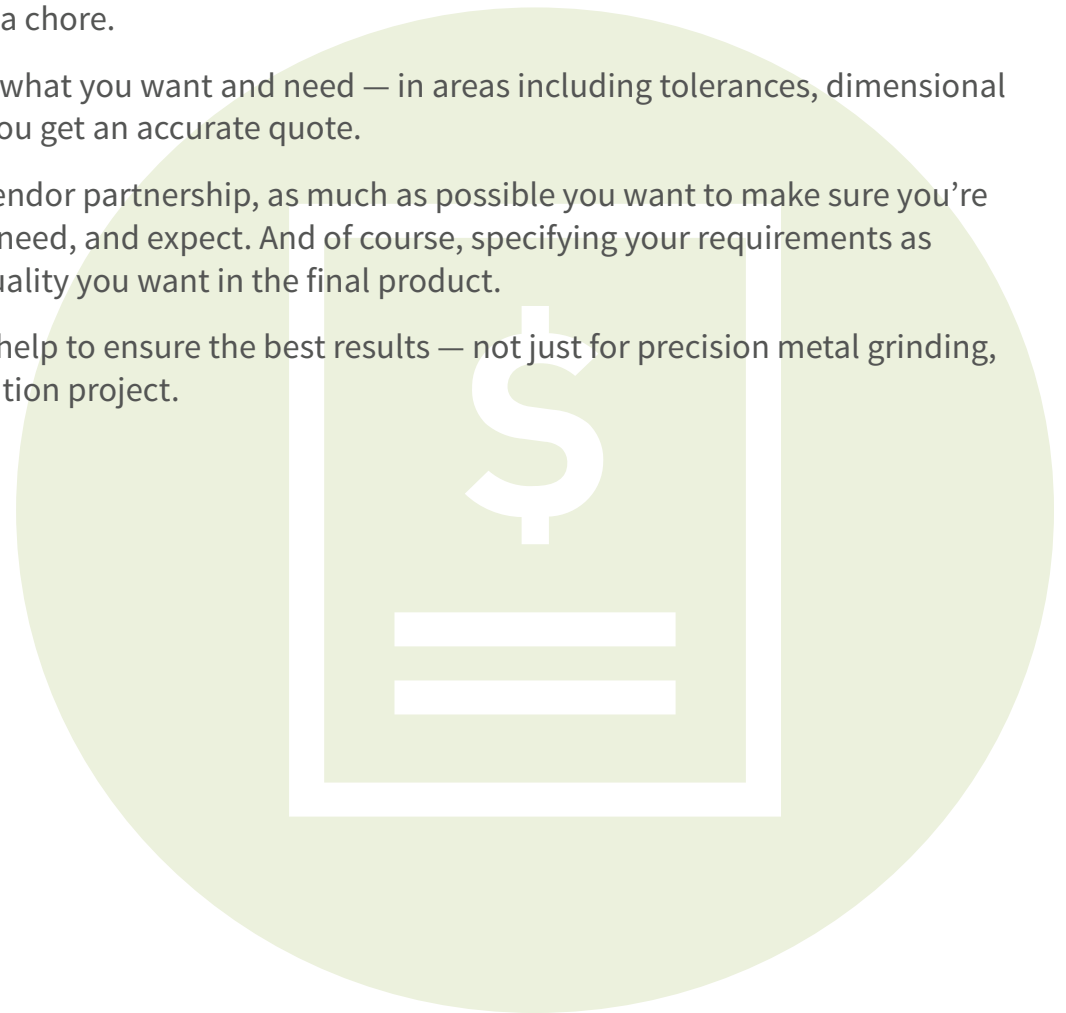 a chore.
what you want and need — in areas including tolerances, dimensional
ou get an accurate quote.
endor partnership, as much as possible you want to make sure you’re
need, and expect. And of course, specifying your requirements as
uality you want in the final product.
help to ensure the best results — not just for precision metal grinding,
tion project.
$